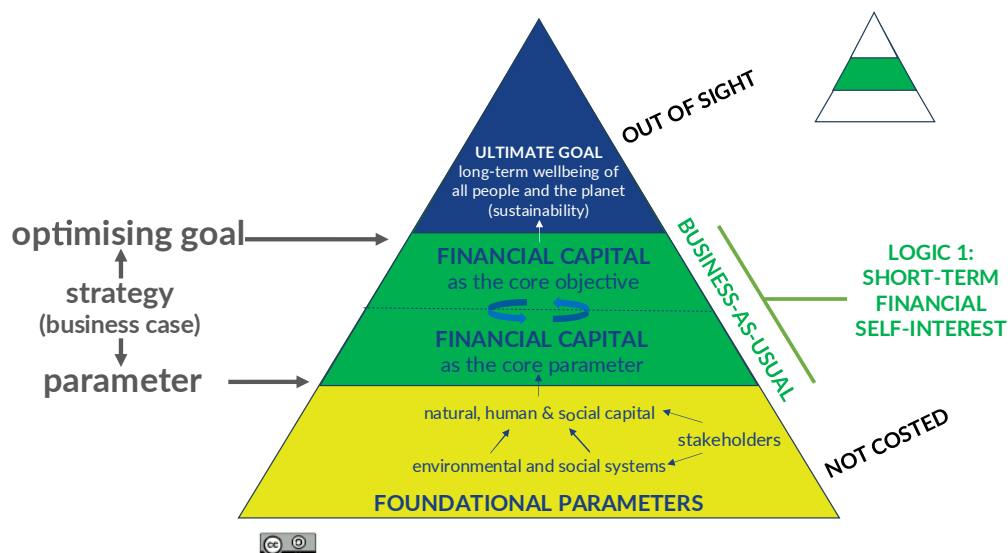 OUT OF SIGHT
ULTIMATE GOAL
long-term wellbeing of
all people and the planet
(sustainability)
optimising goal
strategy
(business case)
parameter
FINANCIAL CAPITAL
as the core objective
FINANCIAL CAPITAL
as the core parameter
BUSINESS-AS-USUAL
LOGIC 1:
SHORT-TERM
FINANCIAL
SELF-INTEREST
natural, human & social capital
stakeholders
environmental and social systems
FOUNDATIONAL PARAMETERS
NOT COSTED
cc